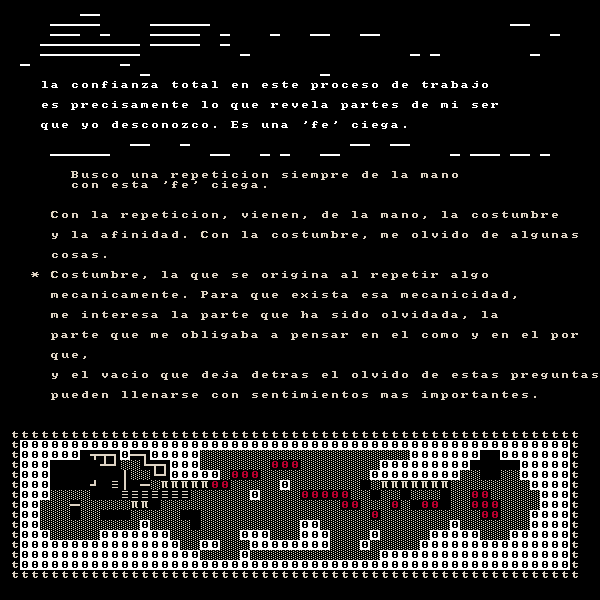 la confianza total en este proceso de trabajo
es precisamente lo que revela partes de mi ser
que yo desconozco. Es una 'fe' ciega.
Busco una repeticion siempre de la mano
con esta 'fe' ciega.
Con la repeticion, vienen, de la mano, la costumbre
y la afinidad. Con la costumbre, me olvido de algunas
cosas.
* Costumbre, la que se origina al repetir algo
mecanicamente. Para que exista esa mecanicidad,
me interesa la parte que ha sido olvidada, la
parte que me obligaba a pensar en el como y en el por
que,
y el vacio que deja detras el olvido de estas preguntas
pueden llenarse con sentimientos mas importantes.